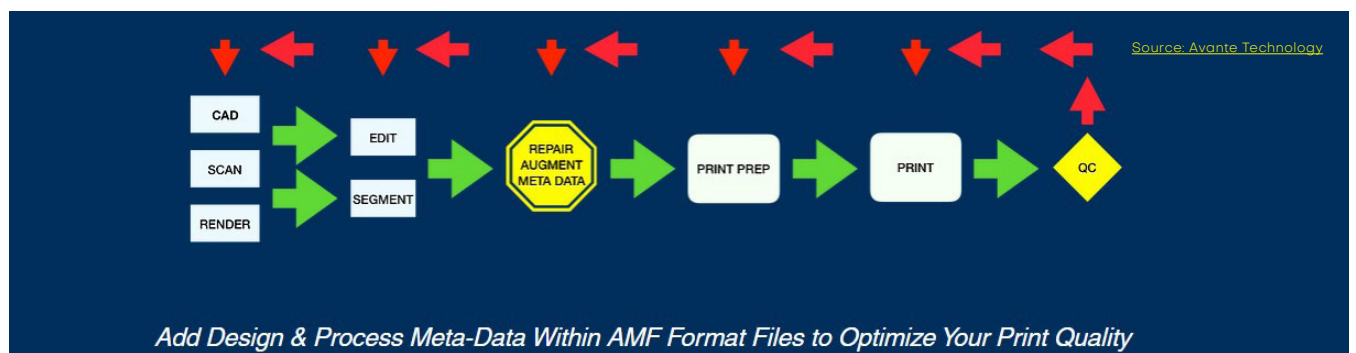 Source: Avante Technology
CAD
SCAN
RENDER
EDIT
SEGMENT
REPAIR
AUGMENT
META DATA
PRINT PREP
PRINT
QC
Add Design & Process Meta-Data Within AMF Format Files to Optimize Your Print Quality